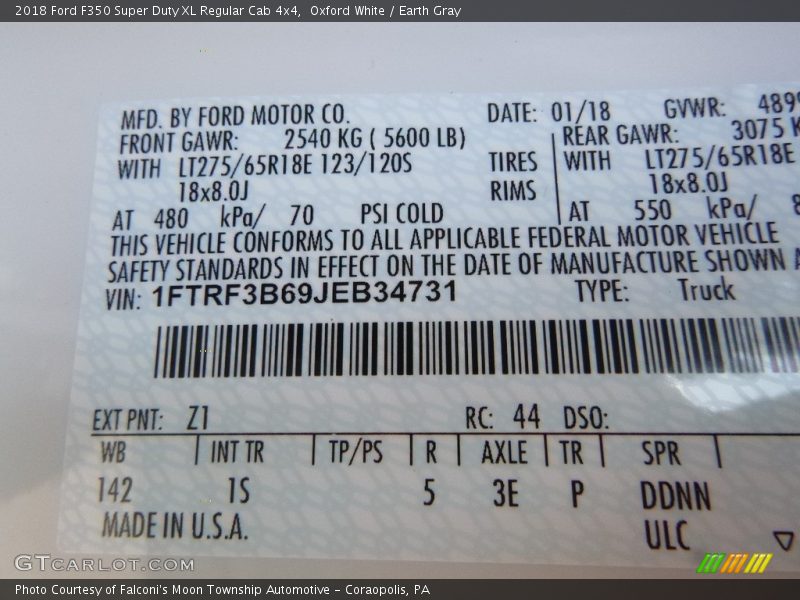 2018 Ford F350 Super Duty XL Regular Cab 4x4, Oxford White / Earth Gray
MFD. BY FORD MOTOR CO. DATE: 01/18 GVWR: 4899
FRONT GAWR: 2540 KG ( 5600 LB) REAR GAWR: 3075 K
WITH LT275/65R18E 123/120S TIRES WITH LT275/65R18E
18x8.0J RIMS 18x8.0J
AT 480 kPa/ 70 PSI COLD AT 550 kPa/ 8
THIS VEHICLE CONFORMS TO ALL APPLICABLE FEDERAL MOTOR VEHICLE
SAFETY STANDARDS IN EFFECT ON THE DATE OF MANUFACTURE SHOWN A
VIN: 1FTRF3B69JEB34731 TYPE: Truck
EXT PNT: Z1 RC: 44 DSO:
WB INT TR TP/PS R AXLE TR SPR
142 1S 5 3E P DDNN
MADE IN U.S.A. ULC
GTCARLOT.COM
Photo Courtesy of Falconi's Moon Township Automotive – Coraopolis, PA